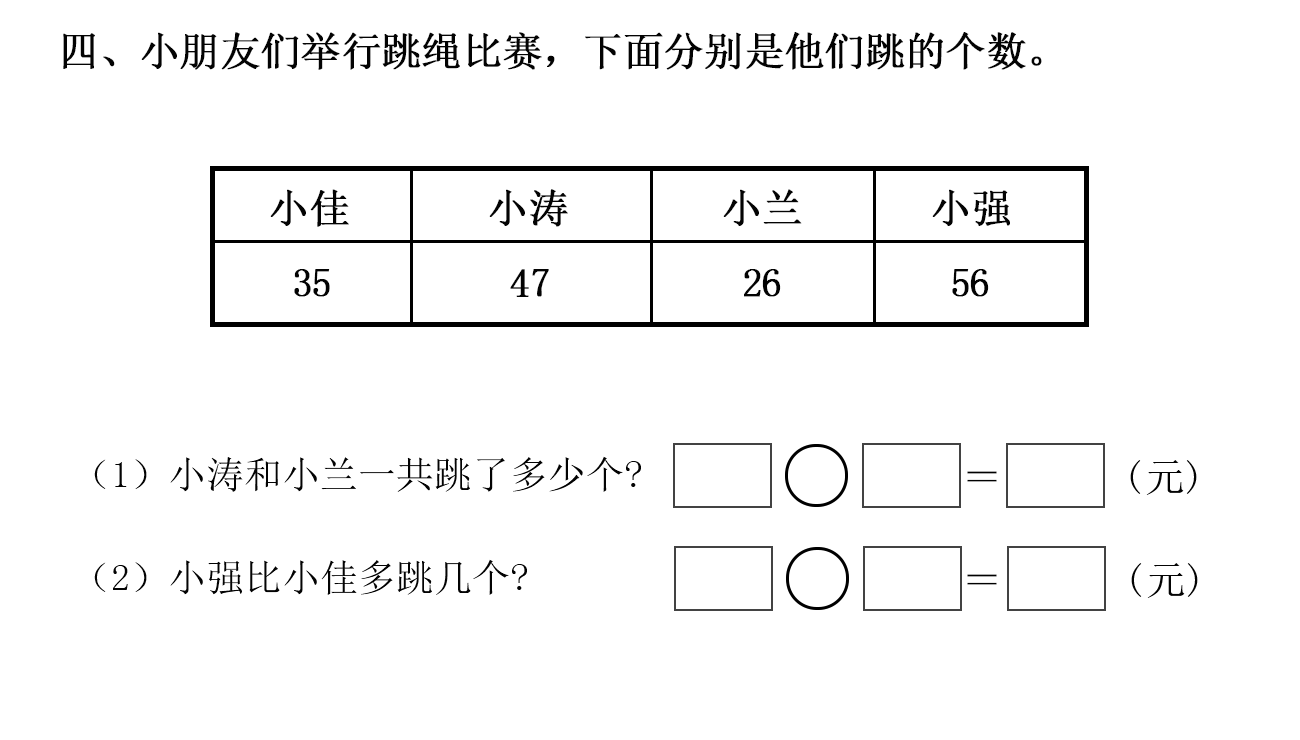 四、小朋友们举行跳绳比赛，下面分别是他们跳的个数。
小佳 小涛 小兰 小强
35 47 26 56
（1）小涛和小兰一共跳了多少个? = （元）
（2）小强比小佳多跳几个? = （元）